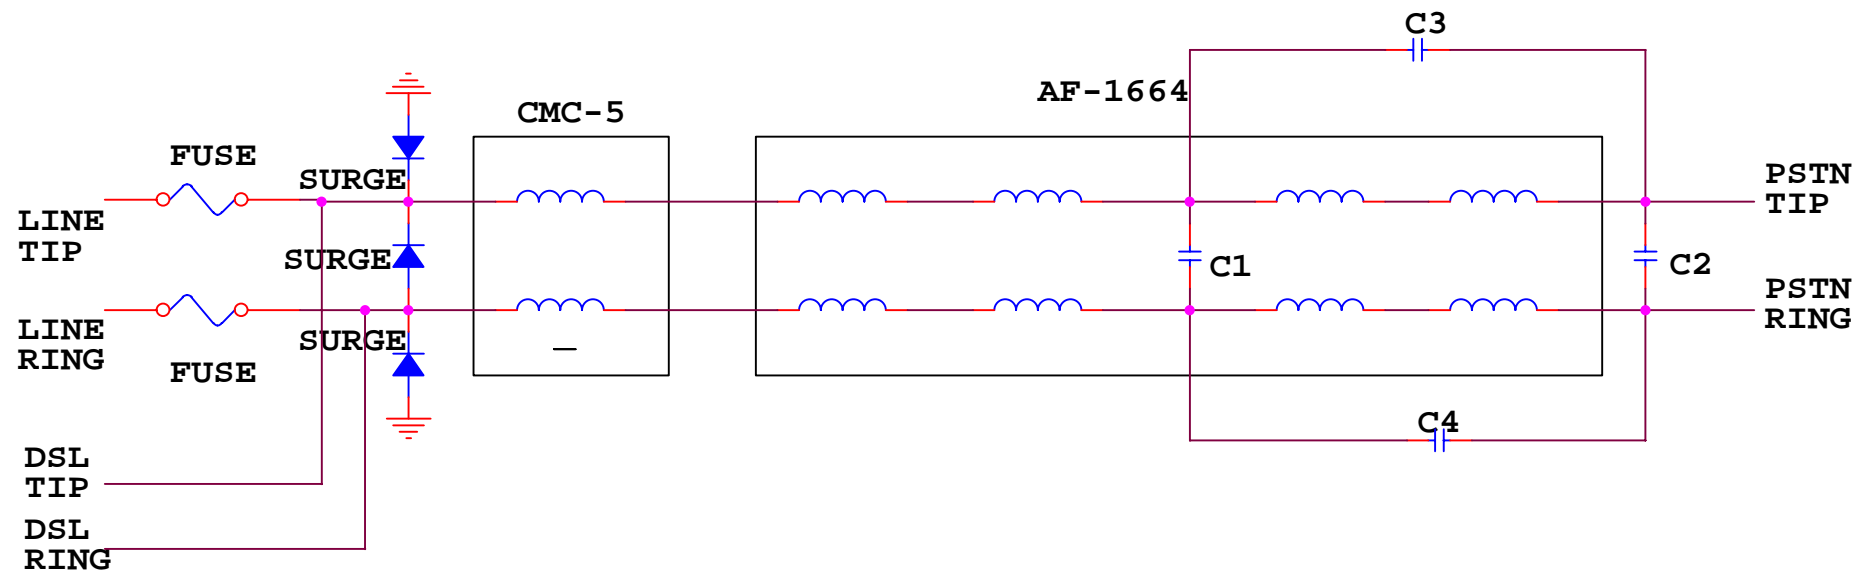 C3
AF-1664
CMC-5
FUSE
SURGE
PSTN
TIP
LINE
TIP
SURGE
C1
C2
PSTN
RING
LINE
RING
SURGE
FUSE
C4
DSL
TIP
DSL
RING